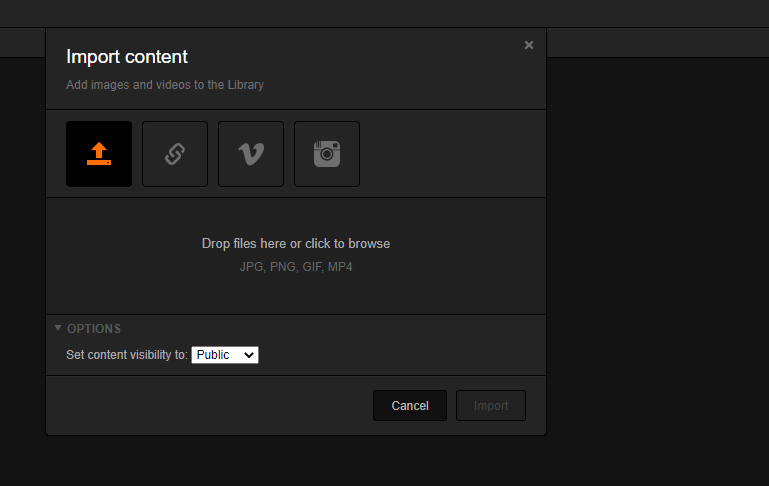 Import content
Add images and videos to the Library
Drop files here or click to browse
JPG, PNG, GIF, MP4
OPTIONS
Set content visibility to: Public
Cancel Import